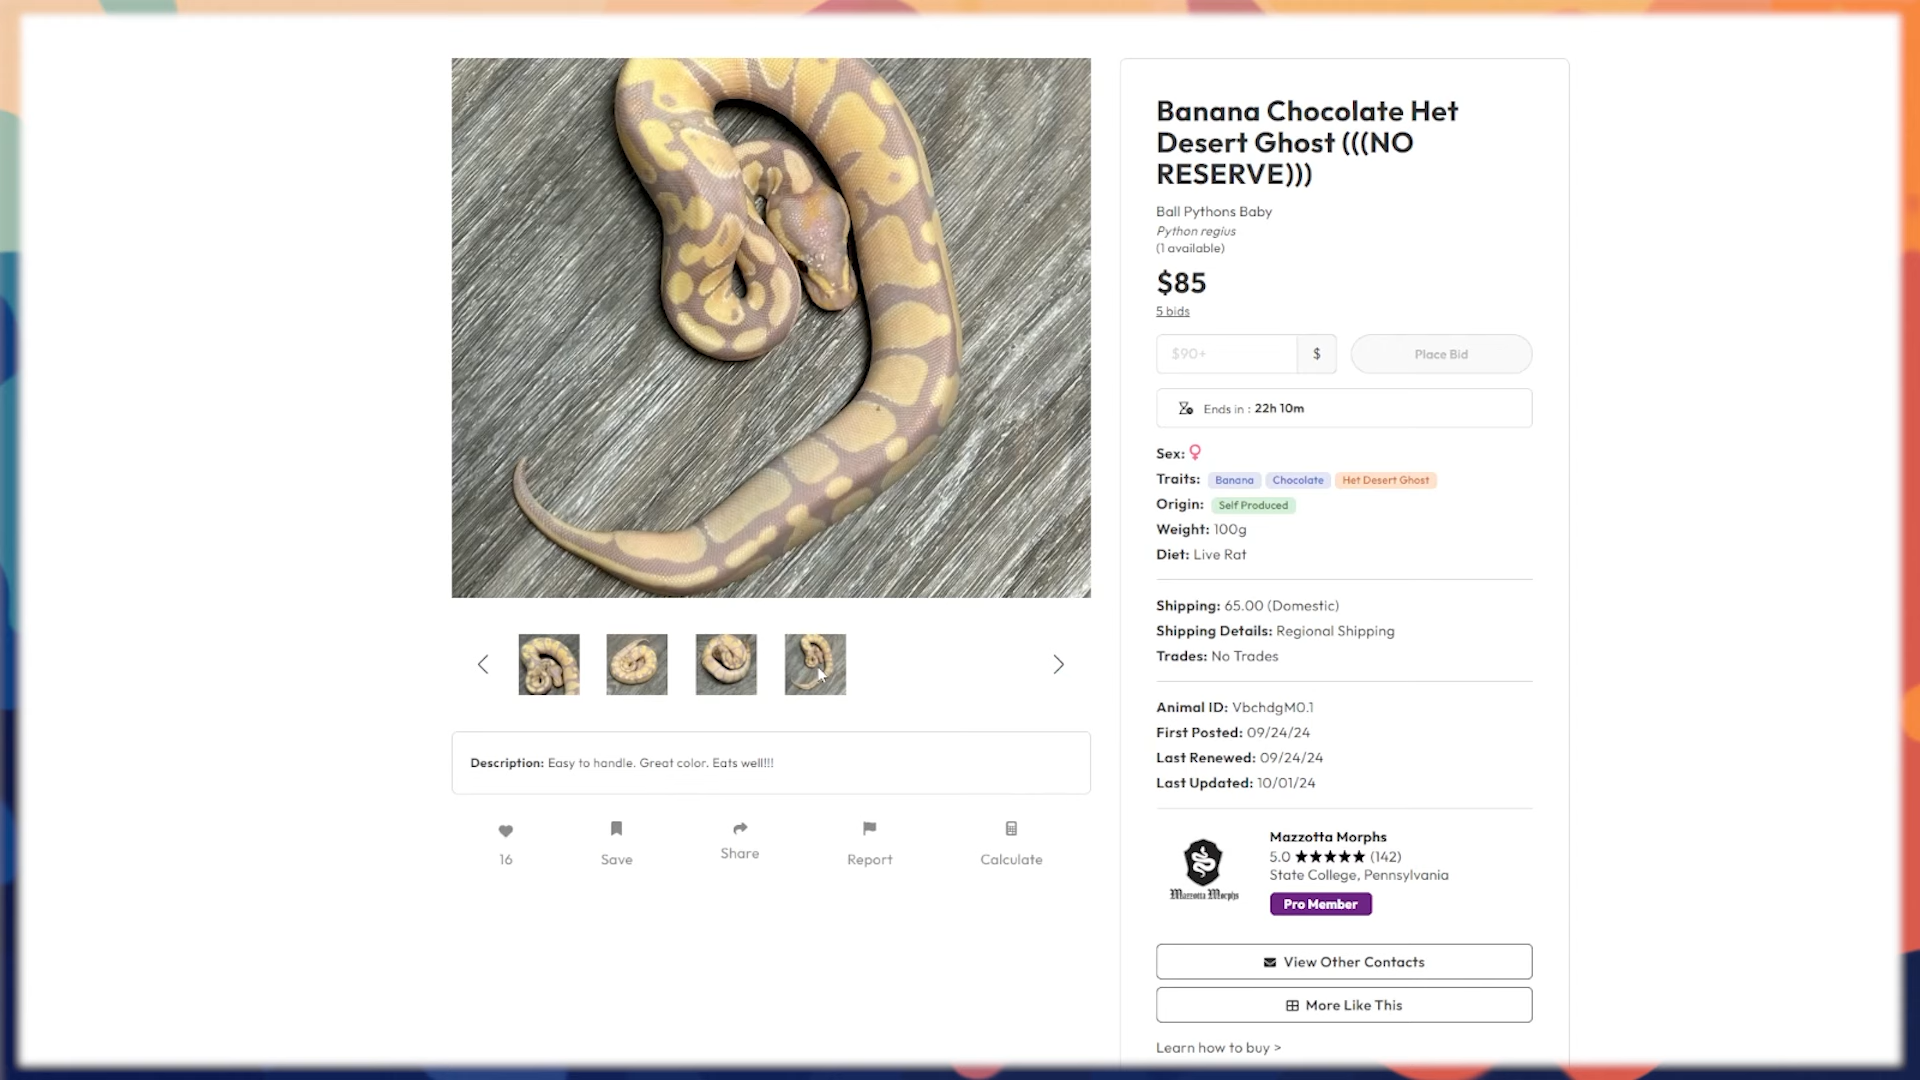 Banana Chocolate Het
Desert Ghost (((NO
RESERVE)))
Ball Pythons Baby
Python regius
(1 available)
$85
5 bids
$90+
$
Place Bid
Ends in : 22h 10m
Sex:
Traits: Banana Chocolate Het Desert Ghost
Origin: Self Produced
Weight: 100g
Diet: Live Rat
Shipping: 65.00 (Domestic)
Shipping Details: Regional Shipping
Trades: No Trades
Animal ID: VbchdgM0.1
First Posted: 09/24/24
Last Renewed: 09/24/24
Last Updated: 10/01/24
Mazzotta Morphs
Mazzotta Morphs
5.0 ★★★★★ (142)
State College, Pennsylvania
Pro Member
View Other Contacts
More Like This
Learn how to buy >
Description: Easy to handle. Great color. Eats well!!!
16
Save
Share
Report
Calculate